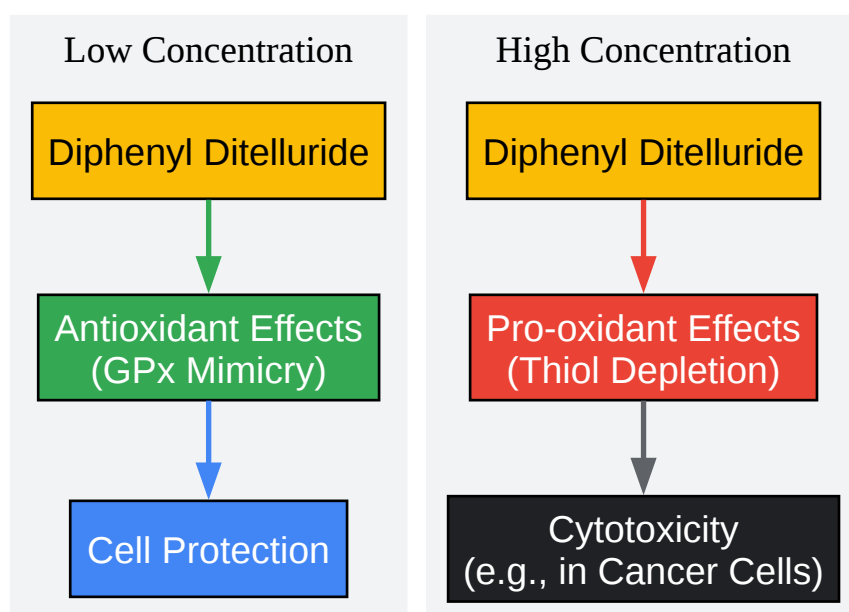 Low Concentration
Diphenyl Ditelluride
Antioxidant Effects
(GPx Mimicry)
Cell Protection
High Concentration
Diphenyl Ditelluride
Pro-oxidant Effects
(Thiol Depletion)
Cytotoxicity
(e.g., in Cancer Cells)